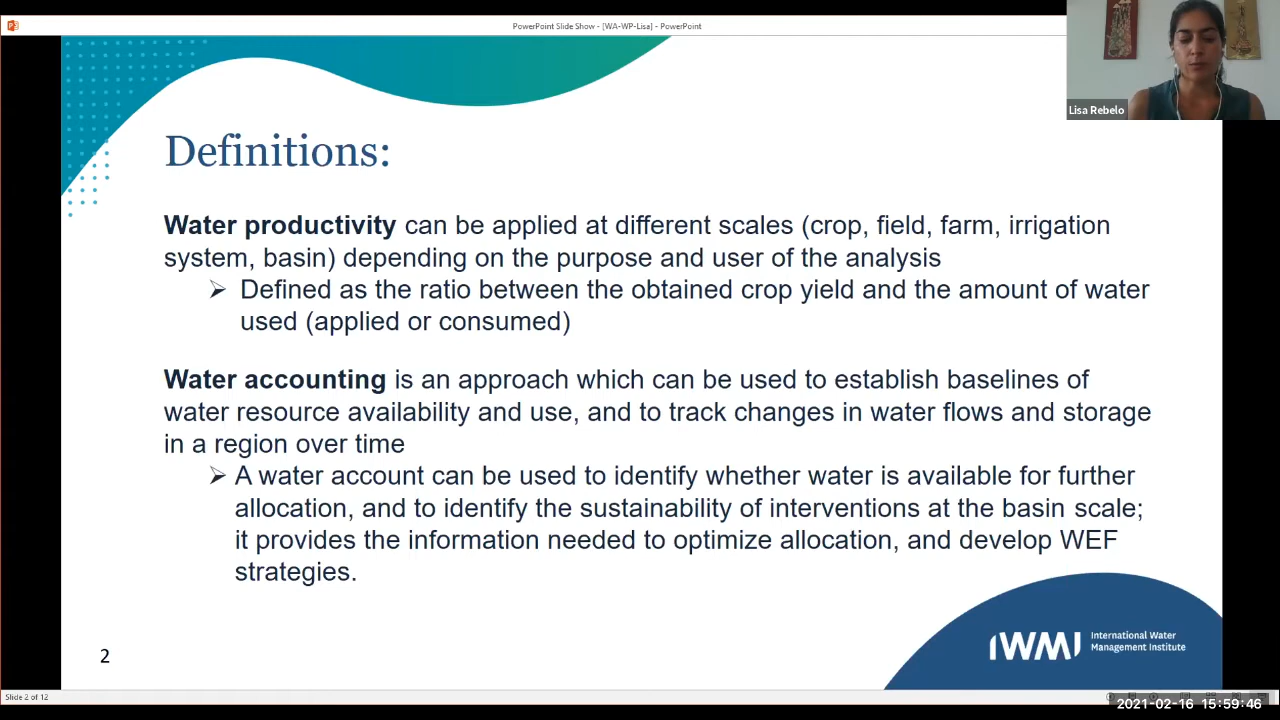 PowerPoint Slide Show - [WA-WP-Lisa] - PowerPoint
Lisa Rebelo
Definitions:
Water productivity can be applied at different scales (crop, field, farm, irrigation
system, basin) depending on the purpose and user of the analysis
➢ Defined as the ratio between the obtained crop yield and the amount of water
used (applied or consumed)
Water accounting is an approach which can be used to establish baselines of
water resource availability and use, and to track changes in water flows and storage
in a region over time
➢ A water account can be used to identify whether water is available for further
allocation, and to identify the sustainability of interventions at the basin scale;
it provides the information needed to optimize allocation, and develop WEF
strategies.
IWMI
International Water
Management Institute
2
Slide 2 of 12
2021-02-16 15:59:46